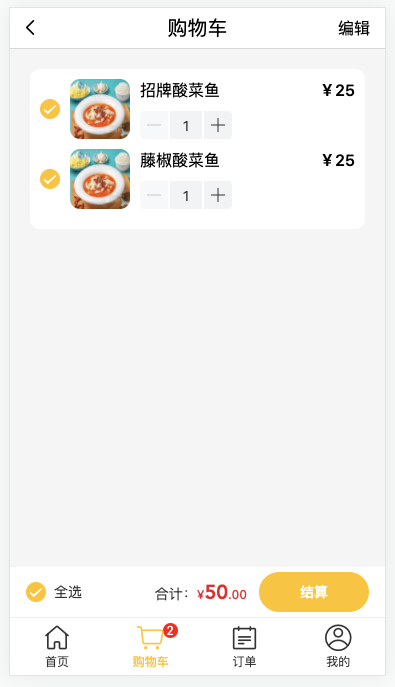 购物车 编辑
招牌酸菜鱼 ¥25
1
藤椒酸菜鱼 ¥25
1
全选 合计：¥50.00 结算
2
首页 购物车 订单 我的